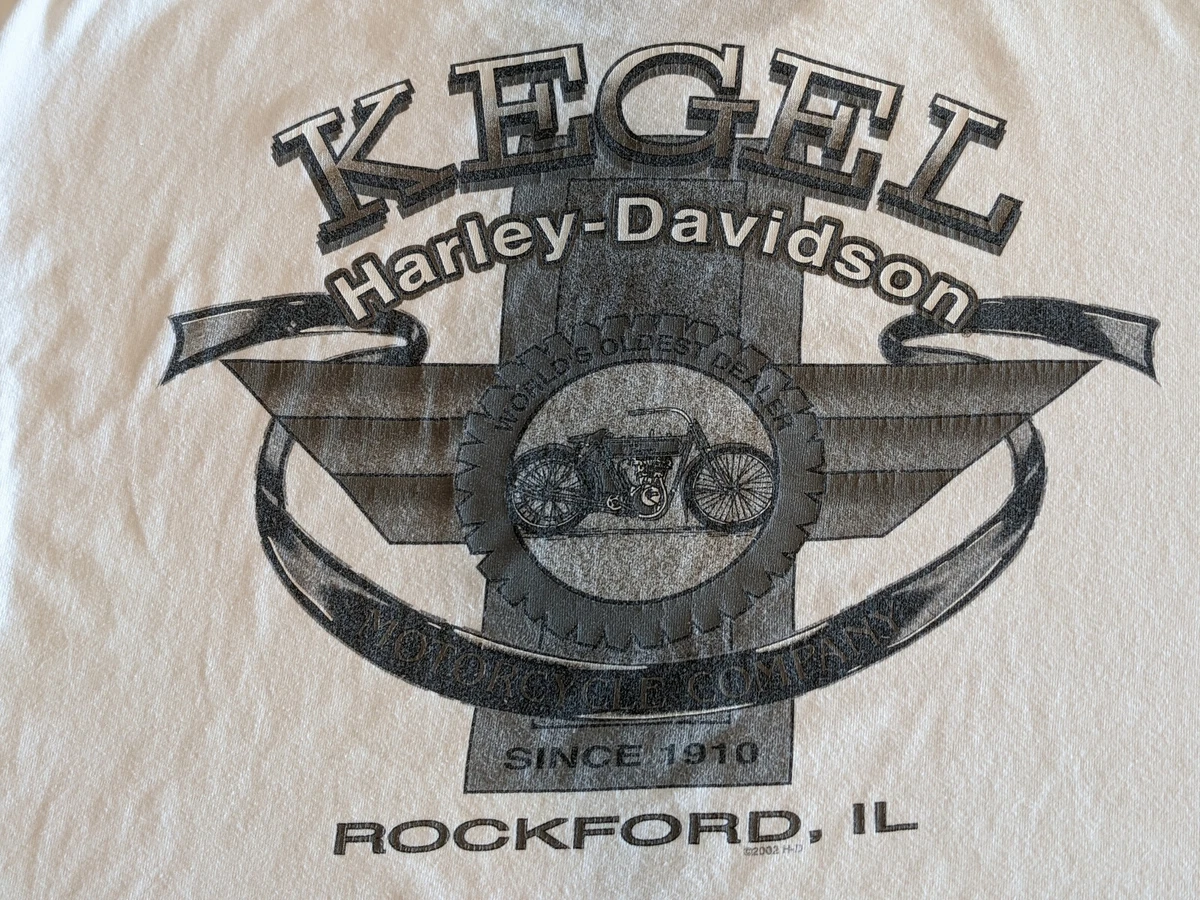 KEGEL
Harley-Davidson
WORLD'S OLDEST DEALER
MOTORCYCLE COMPANY
SINCE 1910
ROCKFORD, IL
©2002 H-D